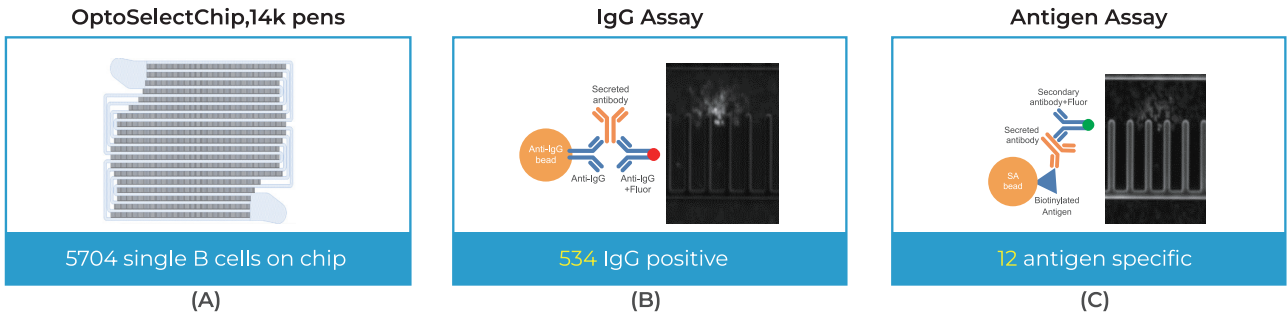 OptoSelectChip,14k pens
5704 single B cells on chip
(A)
IgG Assay
Secreted
antibody
Anti-IgG
bead
Anti-IgG
Anti-IgG
+Fluor
534 IgG positive
(B)
Antigen Assay
Secondary
antibody+Fluor
Secreted
antibody
SA
bead
Biotinylated
Antigen
12 antigen specific
(C)